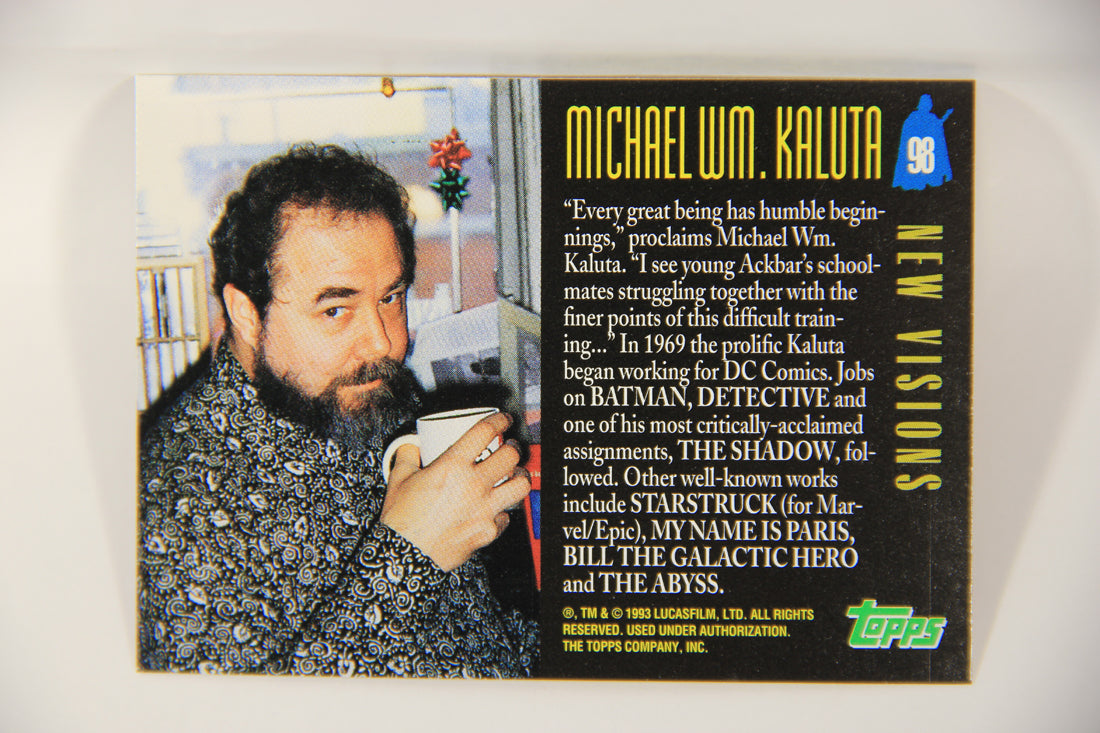 MICHAEL WM. KALUTA
98
NEW VISIONS
“Every great being has humble begin-
nings,” proclaims Michael Wm.
Kaluta. “I see young Ackbar’s school-
mates struggling together with the
finer points of this difficult train-
ing...” In 1969 the prolific Kaluta
began working for DC Comics. Jobs
on BATMAN, DETECTIVE and
one of his most critically-acclaimed
assignments, THE SHADOW, fol-
lowed. Other well-known works
include STARSTRUCK (for Mar-
vel/Epic), MY NAME IS PARIS,
BILL THE GALACTIC HERO
and THE ABYSS.
®, TM & © 1993 LUCASFILM, LTD. ALL RIGHTS
RESERVED. USED UNDER AUTHORIZATION.
THE TOPPS COMPANY, INC.
topps